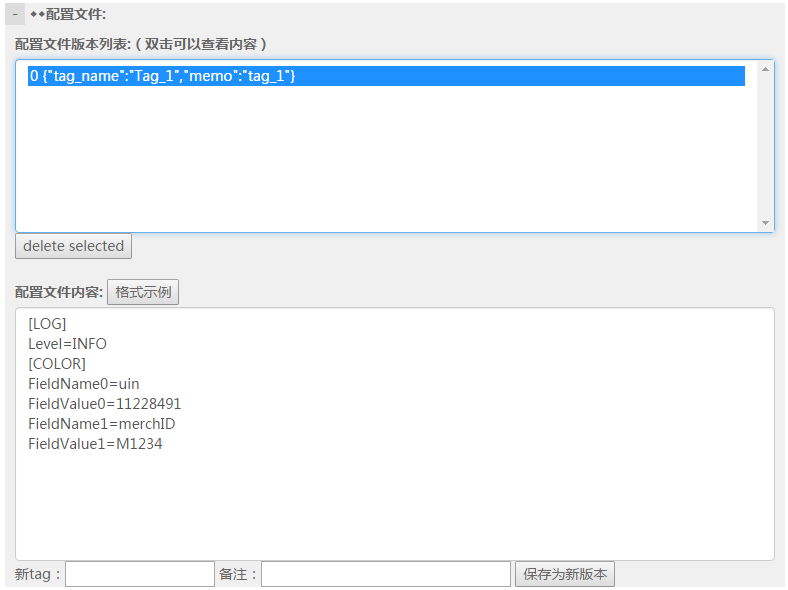 - ◆◆配置文件:
配置文件版本列表:（双击可以查看内容）
0 {"tag_name":"Tag_1","memo":"tag_1"}
delete selected
配置文件内容: 格式示例
[LOG]
Level=INFO
[COLOR]
FieldName0=uin
FieldValue0=11228491
FieldName1=merchID
FieldValue1=M1234
新tag： 备注： 保存为新版本